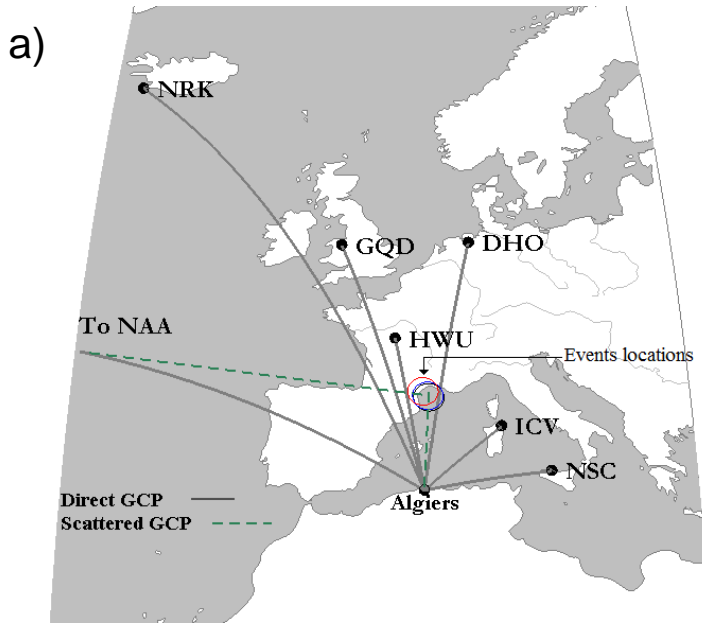 a)
NRK
GQD
DHO
To NAA
HWU
Events locations
ICV
NSC
Direct GCP
Algiers
Scattered GCP